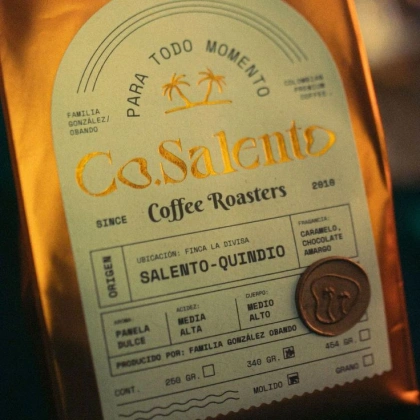 PARA TODO MOMENTO
FAMILIA
GONZÁLEZ/
OBANDO
COLOMBIAN
PREMIUM
COFFEE.
Co.Salento
Coffee Roasters
SINCE
2019
ORIGEN
UBICACIÓN: FINCA LA DIVISA
SALENTO-QUINDIO
FRAGANCIA:
CARAMELO,
CHOCOLATE
AMARGO
AROMA:
PANELA
DULCE
ACIDEZ:
MEDIA
ALTA
CUERPO:
MEDIO
ALTO
PRODUCIDO POR: FAMILIA GONZÁLEZ OBANDO
CONT.
250 GR.
340 GR.
454 GR.
MOLIDO
GRANO